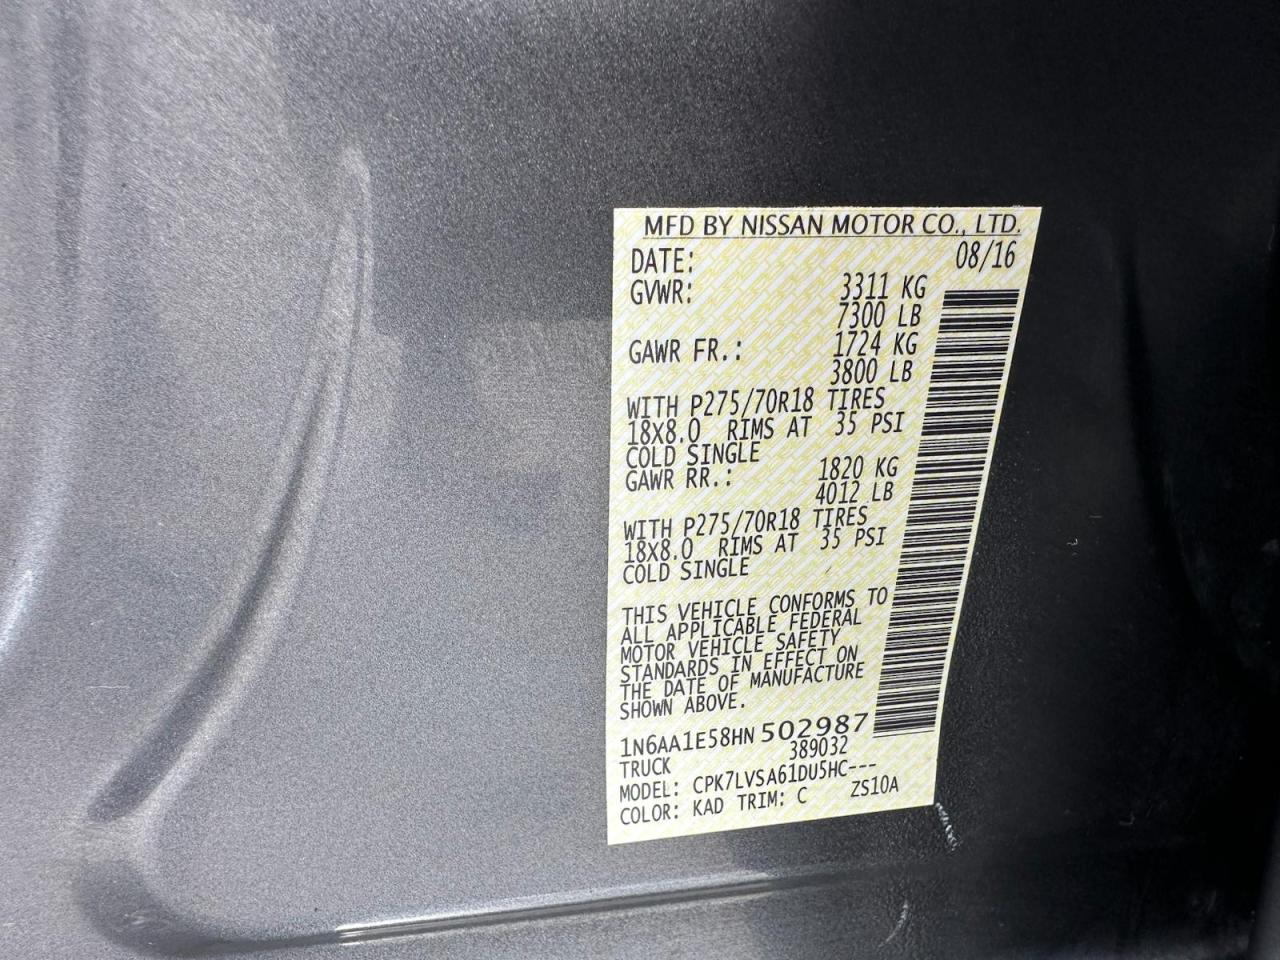 MFD BY NISSAN MOTOR CO., LTD.
DATE: 08/16
GVWR: 3311 KG
7300 LB
GAWR FR.: 1724 KG
3800 LB
WITH P275/70R18 TIRES
18X8.0 RIMS AT 35 PSI
COLD SINGLE
GAWR RR.: 1820 KG
4012 LB
WITH P275/70R18 TIRES
18X8.0 RIMS AT 35 PSI
COLD SINGLE
THIS VEHICLE CONFORMS TO
ALL APPLICABLE FEDERAL
MOTOR VEHICLE SAFETY
STANDARDS IN EFFECT ON
THE DATE OF MANUFACTURE
SHOWN ABOVE.
1N6AA1E58HN 502987
TRUCK 389032
MODEL: CPK7LVSA61DU5HC---
COLOR: KAD TRIM: C ZS10A